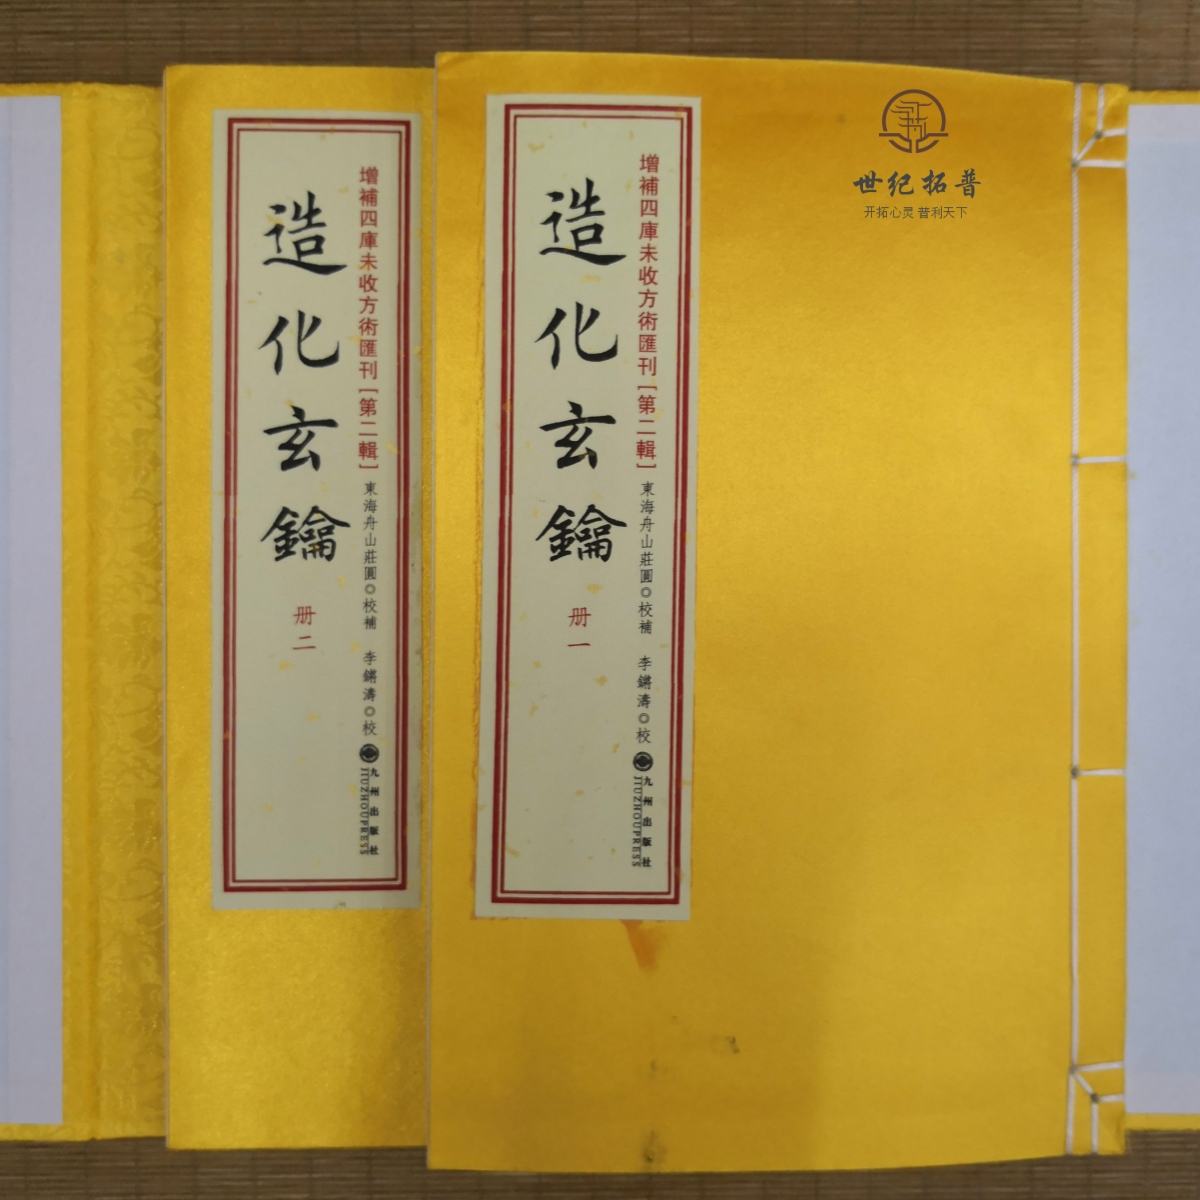 世纪拓普
开拓心灵 普利天下
增補四庫未收方術匯刊[第二輯]
東海舟山莊圓◎校補 李鏘濤◎校
九州出版社
JIUZHOUPRESS
造化玄鑰
册一
增補四庫未收方術匯刊[第二輯]
東海舟山莊圓◎校補 李鏘濤◎校
九州出版社
JIUZHOUPRESS
造化玄鑰
册二